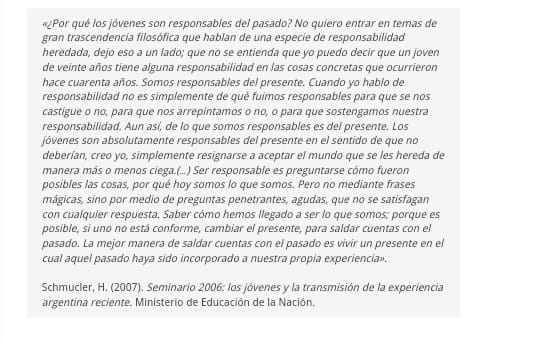 «¿Por qué los jóvenes son responsables del pasado? No quiero entrar en temas de
gran trascendencia filosófica que hablan de una especie de responsabilidad
heredada, dejo eso a un lado; que no se entienda que yo puedo decir que un joven
de veinte años tiene alguna responsabilidad en las cosas concretas que ocurrieron
hace cuarenta años. Somos responsables del presente. Cuando yo hablo de
responsabilidad no es simplemente de qué fuimos responsables para que se nos
castigue o no, para que nos arrepintamos o no, o para que sostengamos nuestra
responsabilidad. Aun así, de lo que somos responsables es del presente. Los
jóvenes son absolutamente responsables del presente en el sentido de que no
deberían, creo yo, simplemente resignarse a aceptar el mundo que se les hereda de
manera más o menos ciega.(...) Ser responsable es preguntarse cómo fueron
posibles las cosas, por qué hoy somos lo que somos. Pero no mediante frases
mágicas, sino por medio de preguntas penetrantes, agudas, que no se satisfagan
con cualquier respuesta. Saber cómo hemos llegado a ser lo que somos; porque es
posible, si uno no está conforme, cambiar el presente, para saldar cuentas con el
pasado. La mejor manera de saldar cuentas con el pasado es vivir un presente en el
cual aquel pasado haya sido incorporado a nuestra propia experiencia».
Schmucler, H. (2007). Seminario 2006: los jóvenes y la transmisión de la experiencia
argentina reciente. Ministerio de Educación de la Nación.